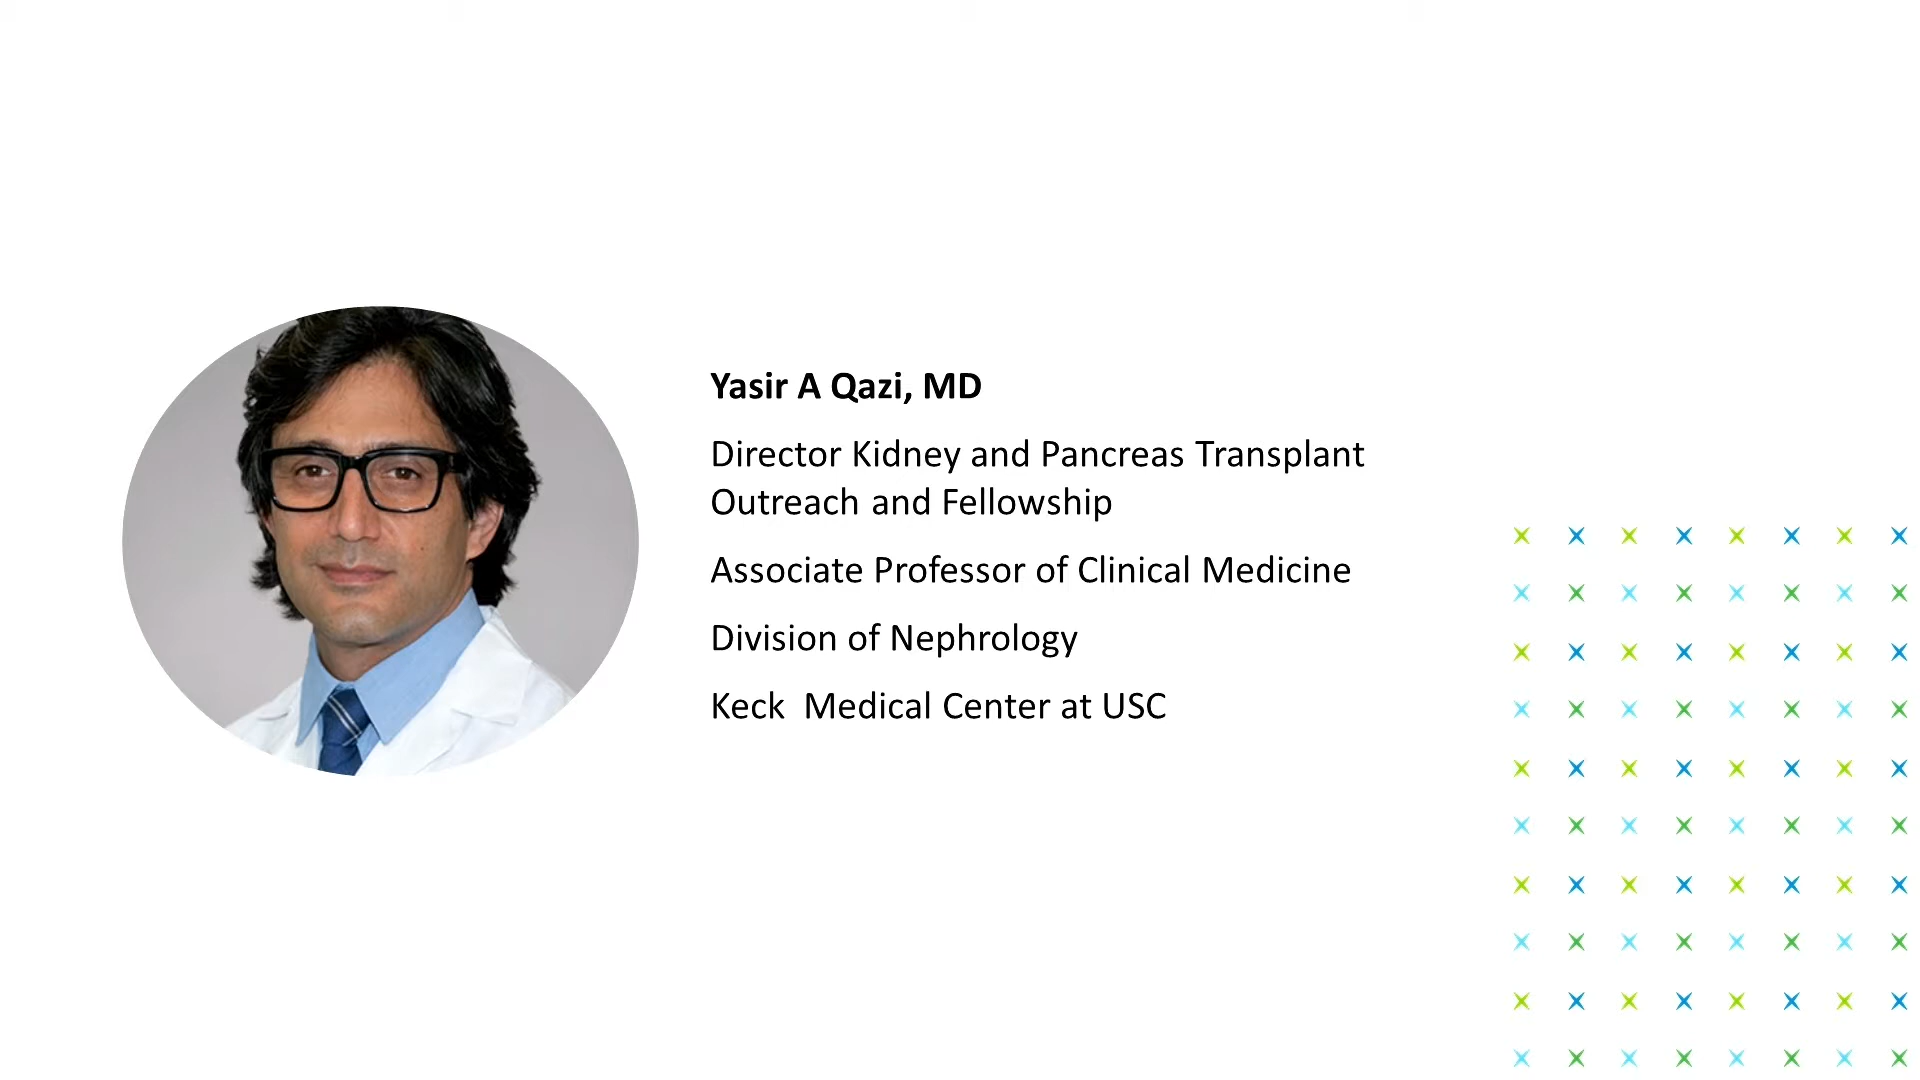 Yasir A Qazi, MD
Director Kidney and Pancreas Transplant
Outreach and Fellowship
Associate Professor of Clinical Medicine
Division of Nephrology
Keck  Medical Center at USC